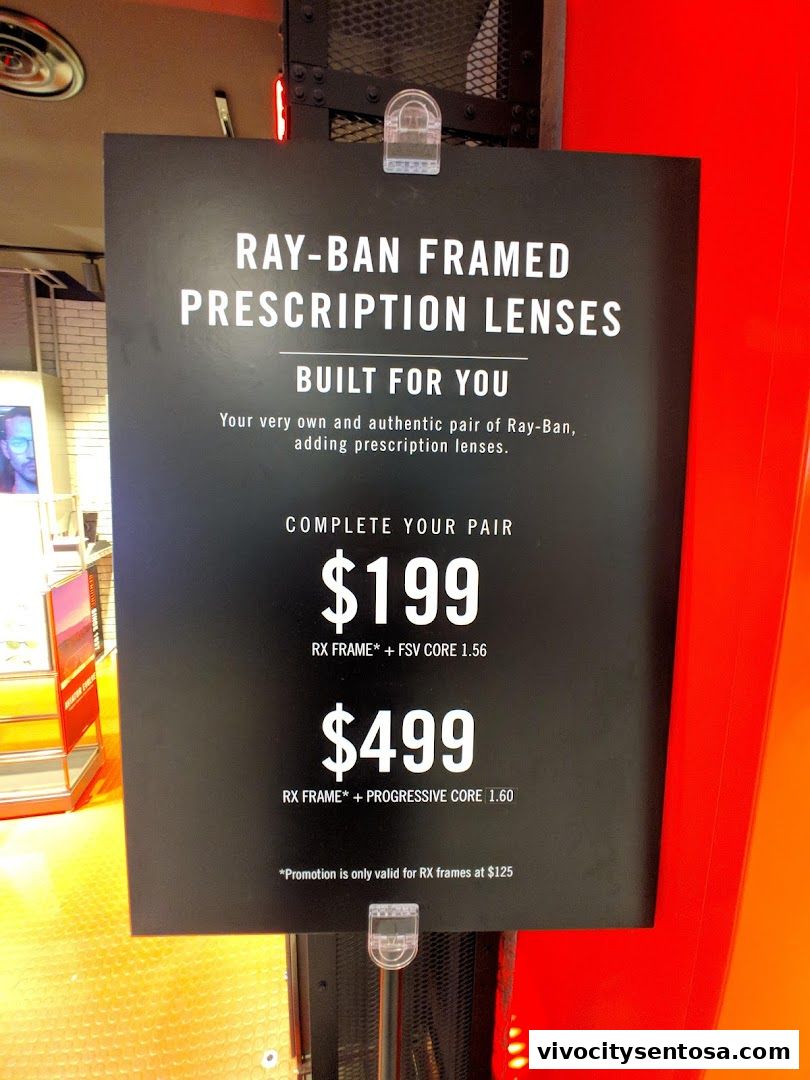 RAY-BAN FRAMED
PRESCRIPTION LENSES
BUILT FOR YOU
Your very own and authentic pair of Ray-Ban,
adding prescription lenses.
COMPLETE YOUR PAIR
$199
RX FRAME* + FSV CORE 1.56
$499
RX FRAME* + PROGRESSIVE CORE 1.60
*Promotion is only valid for RX frames at $125
vivocitysentosa.com